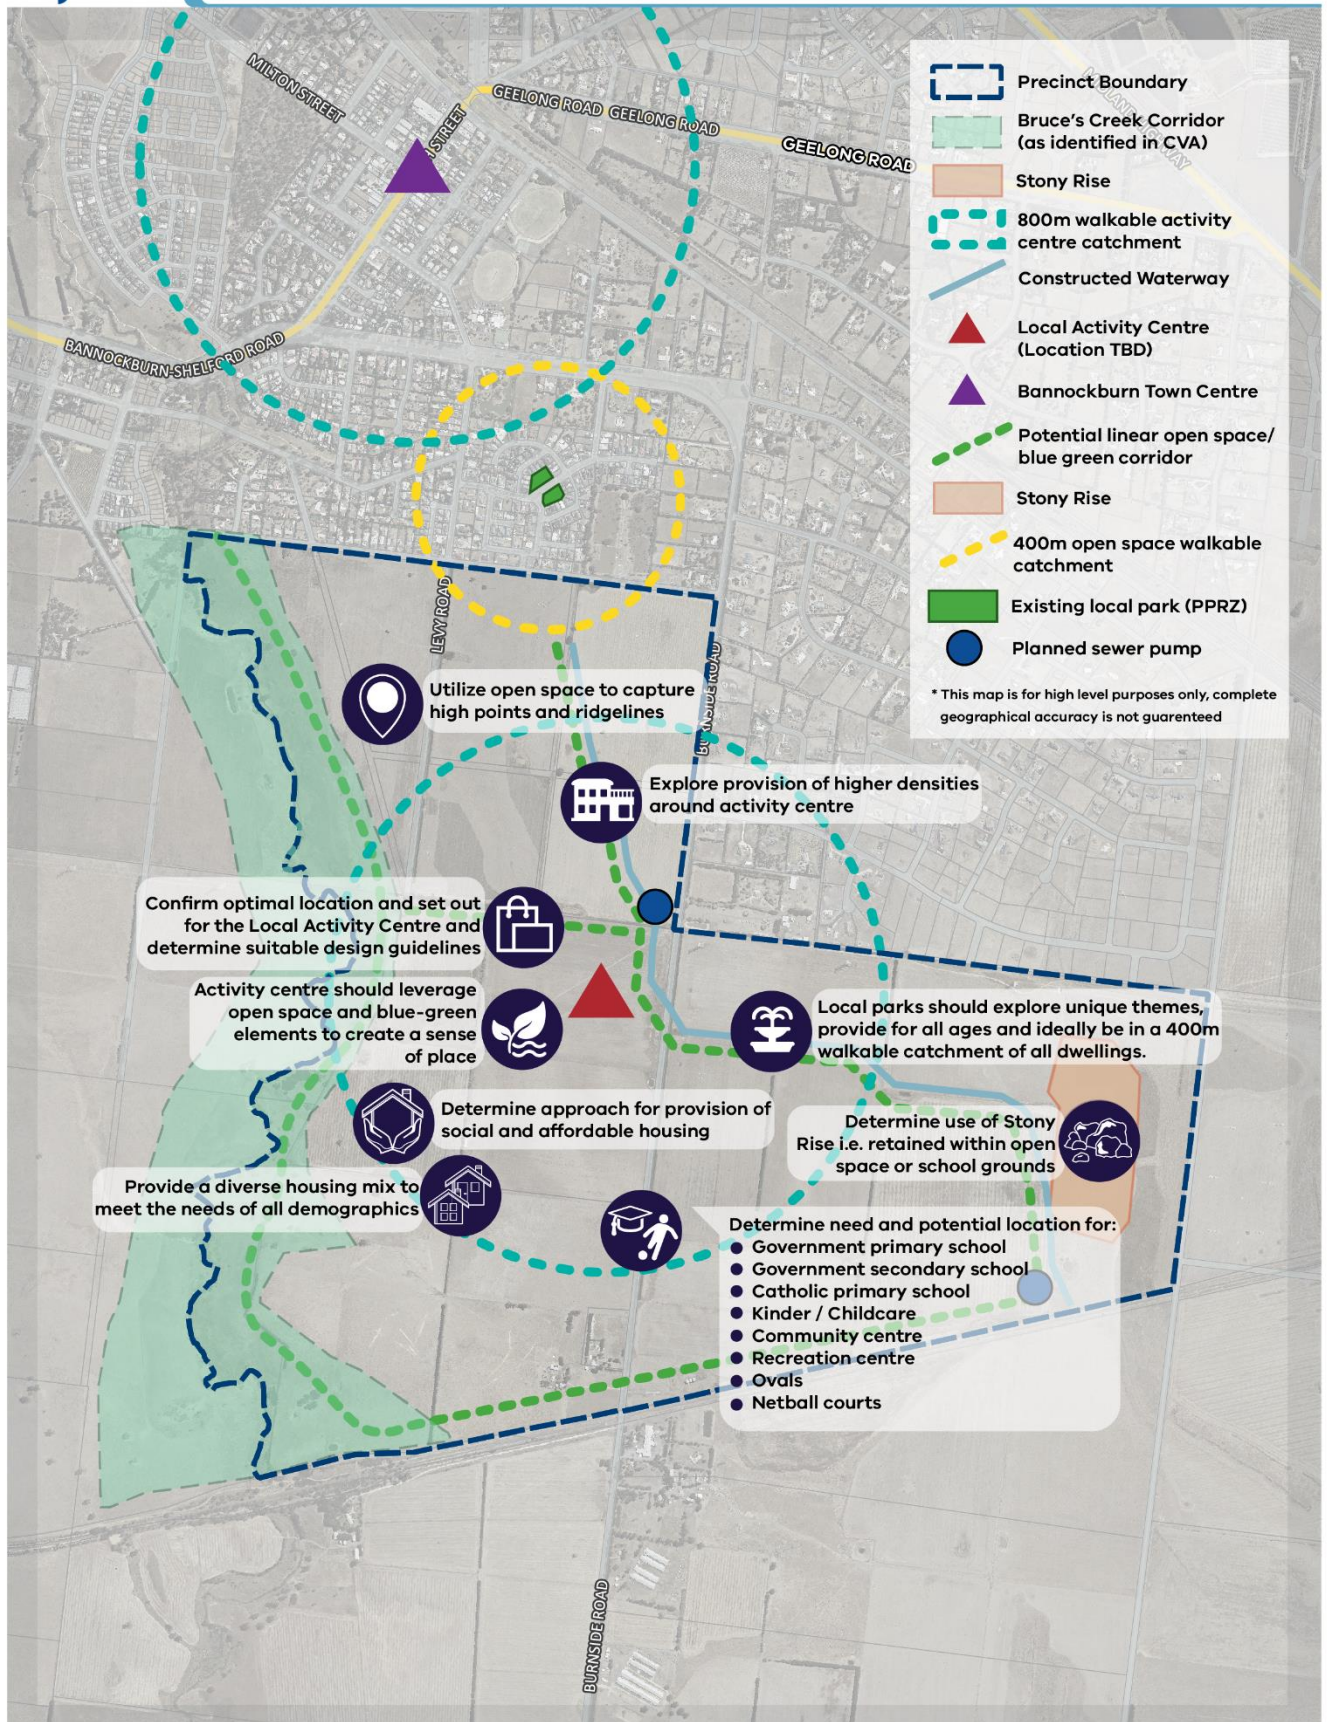 MILTON STREET
STREET
GEELONG ROAD
GEELONG ROAD
GEELONG ROAD
BANNOCKBURN-SHELFORD ROAD
Precinct Boundary
Bruce's Creek Corridor
(as identified in CVA)
Stony Rise
800m walkable activity
centre catchment
Constructed Waterway
Local Activity Centre
(Location TBD)
Bannockburn Town Centre
Potential linear open space/
blue green corridor
Stony Rise
400m open space walkable
catchment
Existing local park (PPRZ)
Planned sewer pump
* This map is for high level purposes only, complete
geographical accuracy is not guarenteed
LEVY ROAD
BURNSIDE ROAD
Utilize open space to capture
high points and ridgelines
Explore provision of higher densities
around activity centre
Confirm optimal location and set out
for the Local Activity Centre and
determine suitable design guidelines
Activity centre should leverage
open space and blue-green
elements to create a sense
of place
Local parks should explore unique themes,
provide for all ages and ideally be in a 400m
walkable catchment of all dwellings.
Determine approach for provision of
social and affordable housing
Determine use of Stony
Rise i.e. retained within open
space or school grounds
Provide a diverse housing mix to
meet the needs of all demographics
Determine need and potential location for:
● Government primary school
● Government secondary school
● Catholic primary school
● Kinder / Childcare
● Community centre
● Recreation centre
● Ovals
● Netball courts
BURNSIDE ROAD